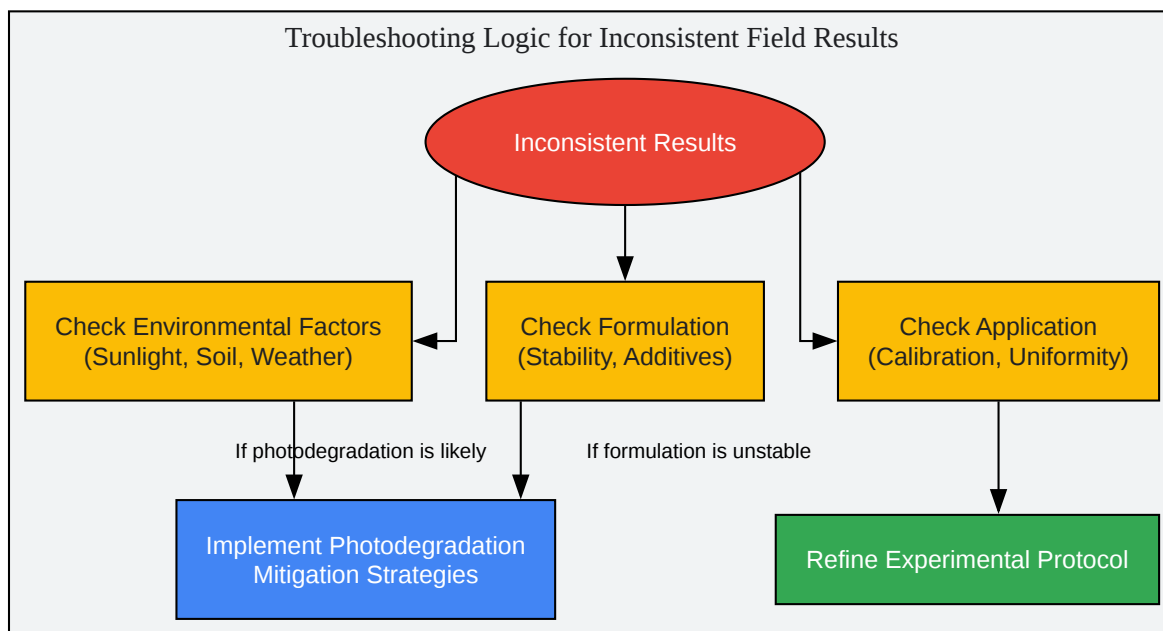 Troubleshooting Logic for Inconsistent Field Results
Inconsistent Results
Check Environmental Factors
(Sunlight, Soil, Weather)
Check Formulation
(Stability, Additives)
Check Application
(Calibration, Uniformity)
If photodegradation is likely
If formulation is unstable
Implement Photodegradation
Mitigation Strategies
Refine Experimental Protocol